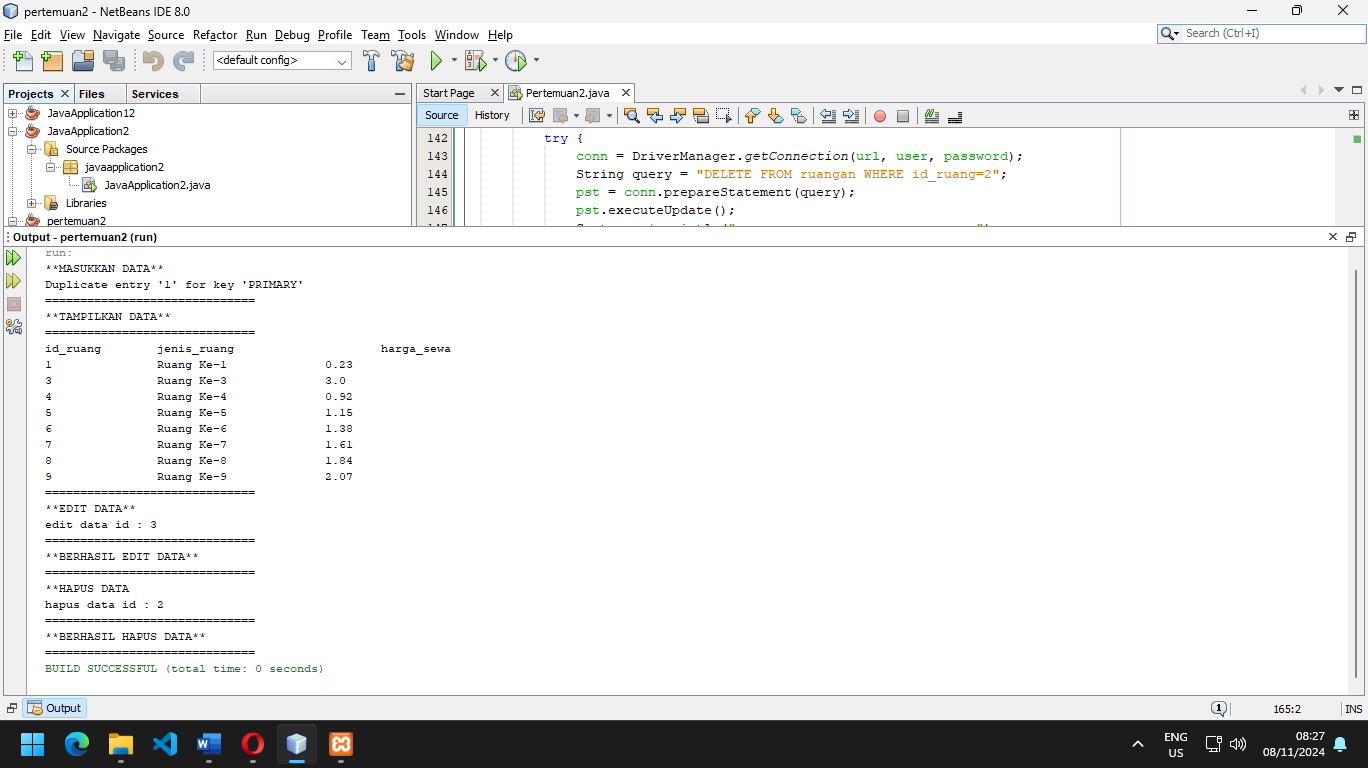 pertemuan2 - NetBeans IDE 8.0
File Edit View Navigate Source Refactor Run Debug Profile Team Tools Window Help
Search (Ctrl+I)
<default config>
Projects Files Services
JavaApplication12
JavaApplication2
Source Packages
javaapplication2
JavaApplication2.java
Libraries
pertemuan2
Start Page Pertemuan2.java
Source History
142 try {
143 conn = DriverManager.getConnection(url, user, password);
144 String query = "DELETE FROM ruangan WHERE id_ruang=2";
145 pst = conn.prepareStatement(query);
146 pst.executeUpdate();
Output - pertemuan2 (run)
run:
**MASUKKAN DATA**
Duplicate entry '1' for key 'PRIMARY'
==============================
**TAMPILKAN DATA**
==============================
id_ruang jenis_ruang harga_sewa
1 Ruang Ke-1 0.23
3 Ruang Ke-3 3.0
4 Ruang Ke-4 0.92
5 Ruang Ke-5 1.15
6 Ruang Ke-6 1.38
7 Ruang Ke-7 1.61
8 Ruang Ke-8 1.84
9 Ruang Ke-9 2.07
==============================
**EDIT DATA**
edit data id : 3
==============================
**BERHASIL EDIT DATA**
==============================
**HAPUS DATA
hapus data id : 2
==============================
**BERHASIL HAPUS DATA**
==============================
BUILD SUCCESSFUL (total time: 0 seconds)
Output
1
165:2
INS
ENG
US
08:27
08/11/2024